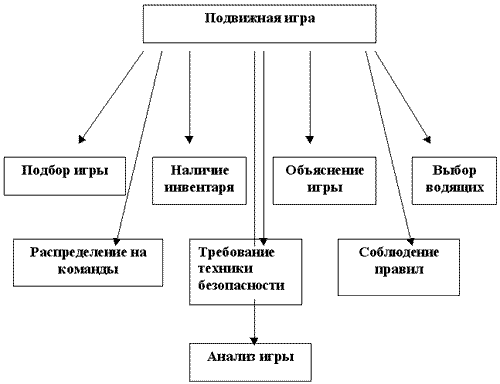 Подвижная игра
Подбор игры
Наличие
инвентаря
Объяснение
игры
Выбор
водящих
Распределение на
команды
Требование
техники
безопасности
Соблюдение
правил
Анализ игры